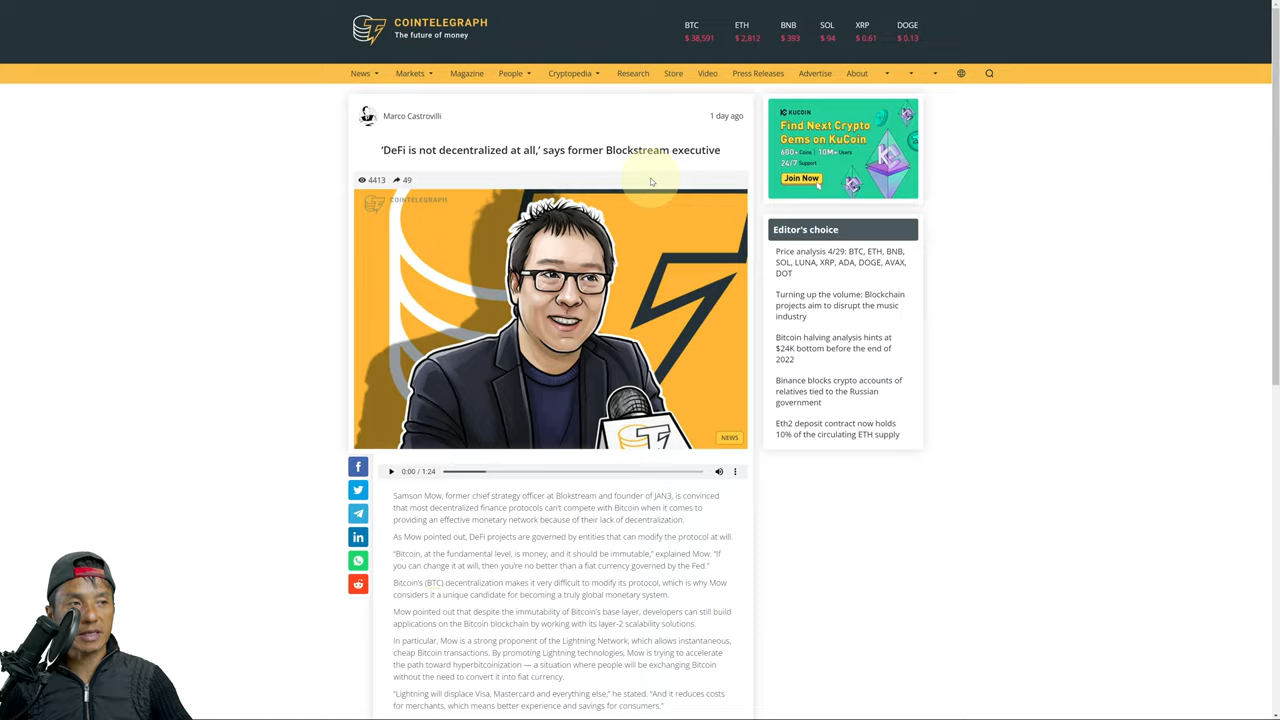 COINTELEGRAPH
The future of money
BTC ETH BNB SOL XRP DOGE
$ 38,591 $ 2,812 $ 393 $ 94 $ 0.61 $ 0.13
News Markets Magazine People Cryptopedia Research Store Video Press Releases Advertise About
Marco Castrovilli
1 day ago
‘DeFi is not decentralized at all,’ says former Blockstream executive
4413 49
COINTELEGRAPH
NEWS
0:00 / 1:24
Samson Mow, former chief strategy officer at Blokstream and founder of JAN3, is convinced
that most decentralized finance protocols can’t compete with Bitcoin when it comes to
providing an effective monetary network because of their lack of decentralization.
As Mow pointed out, DeFi projects are governed by entities that can modify the protocol at will.
“Bitcoin, at the fundamental level, is money, and it should be immutable,” explained Mow. “If
you can change it at will, then you’re no better than a fiat currency governed by the Fed.”
Bitcoin’s (BTC) decentralization makes it very difficult to modify its protocol, which is why Mow
considers it a unique candidate for becoming a truly global monetary system.
Mow pointed out that despite the immutability of Bitcoin’s base layer, developers can still build
applications on the Bitcoin blockchain by working with its layer-2 scalability solutions.
In particular, Mow is a strong proponent of the Lightning Network, which allows instantaneous,
cheap Bitcoin transactions. By promoting Lightning technologies, Mow is trying to accelerate
the path toward hyperbitcoinization — a situation where people will be exchanging Bitcoin
without the need to convert it into fiat currency.
“Lightning will displace Visa, Mastercard and everything else,” he stated. “And it reduces costs
for merchants, which means better experience and savings for consumers.”
KUCOIN
Find Next Crypto
Gems on KuCoin
600+ Coins 10M+ Users
24/7 Support
Join Now
Editor's choice
Price analysis 4/29: BTC, ETH, BNB,
SOL, LUNA, XRP, ADA, DOGE, AVAX,
DOT
Turning up the volume: Blockchain
projects aim to disrupt the music
industry
Bitcoin halving analysis hints at
$24K bottom before the end of
2022
Binance blocks crypto accounts of
relatives tied to the Russian
government
Eth2 deposit contract now holds
10% of the circulating ETH supply